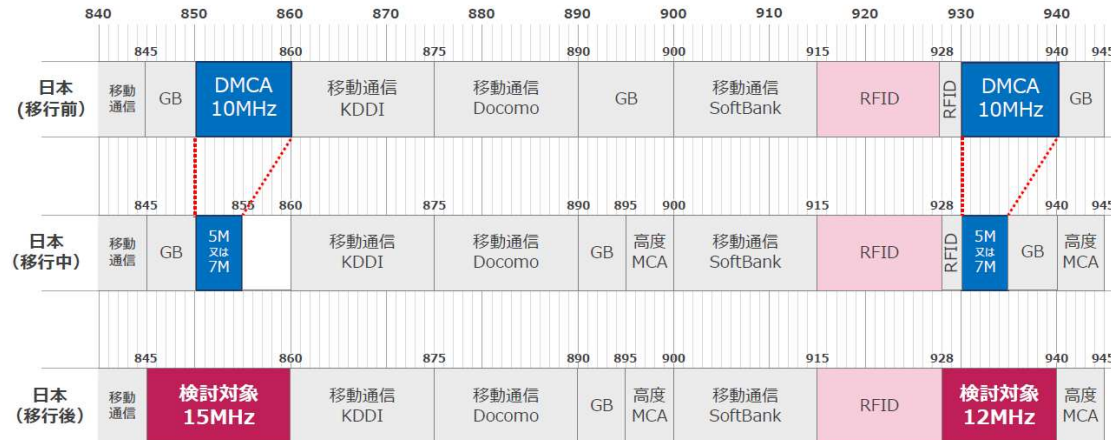 840 850 860 870 880 890 900 910 920 930 940
845 860 875 890 900 915 928 940 945
日本
(移行前)
移動
通信
GB
DMCA
10MHz
移動通信
KDDI
移動通信
Docomo
GB
移動通信
SoftBank
RFID
RFID
DMCA
10MHz
GB
845 855 860 875 890 895 900 915 928 940 945
日本
(移行中)
移動
通信
GB
5M
又は
7M
移動通信
KDDI
移動通信
Docomo
GB
高度
MCA
移動通信
SoftBank
RFID
RFID
5M
又は
7M
GB
高度
MCA
845 860 875 890 895 900 915 928 940 945
日本
(移行後)
移動
通信
検討対象
15MHz
移動通信
KDDI
移動通信
Docomo
GB
高度
MCA
移動通信
SoftBank
RFID
検討対象
12MHz
高度
MCA